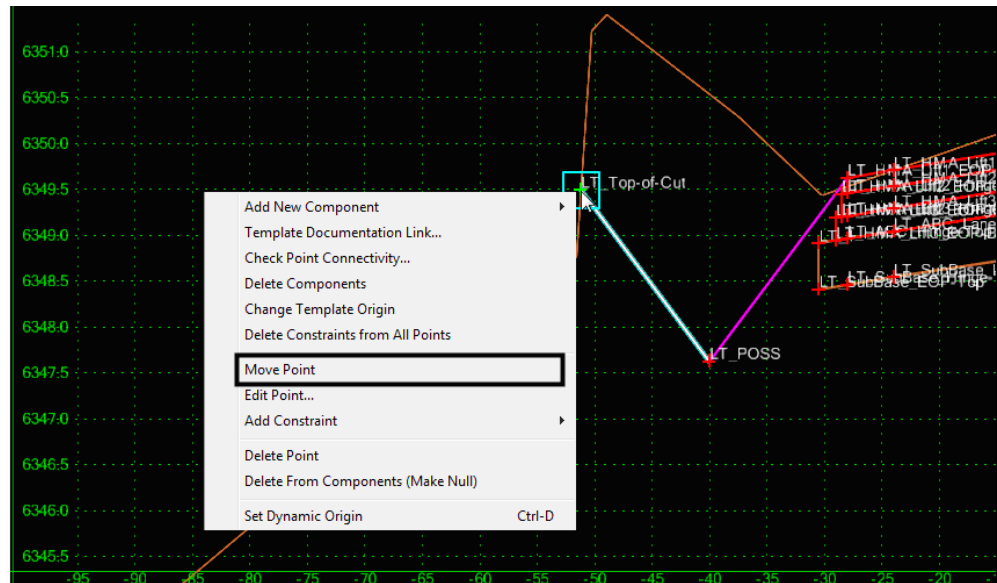 6351.0
6350.5
6350.0
6349.5
6349.0
6348.5
6348.0
6347.5
6347.0
6346.5
6346.0
6345.5
LT_Top-of-Cut
LT_POSS
LT_SubBase_EOP_Top
Add New Component
Template Documentation Link...
Check Point Connectivity...
Delete Components
Change Template Origin
Delete Constraints from All Points
Move Point
Edit Point...
Add Constraint
Delete Point
Delete From Components (Make Null)
Set Dynamic Origin Ctrl-D
-95 -90 -85 -80 -75 -70 -65 -60 -55 -50 -45 -40 -35 -30 -25 -20